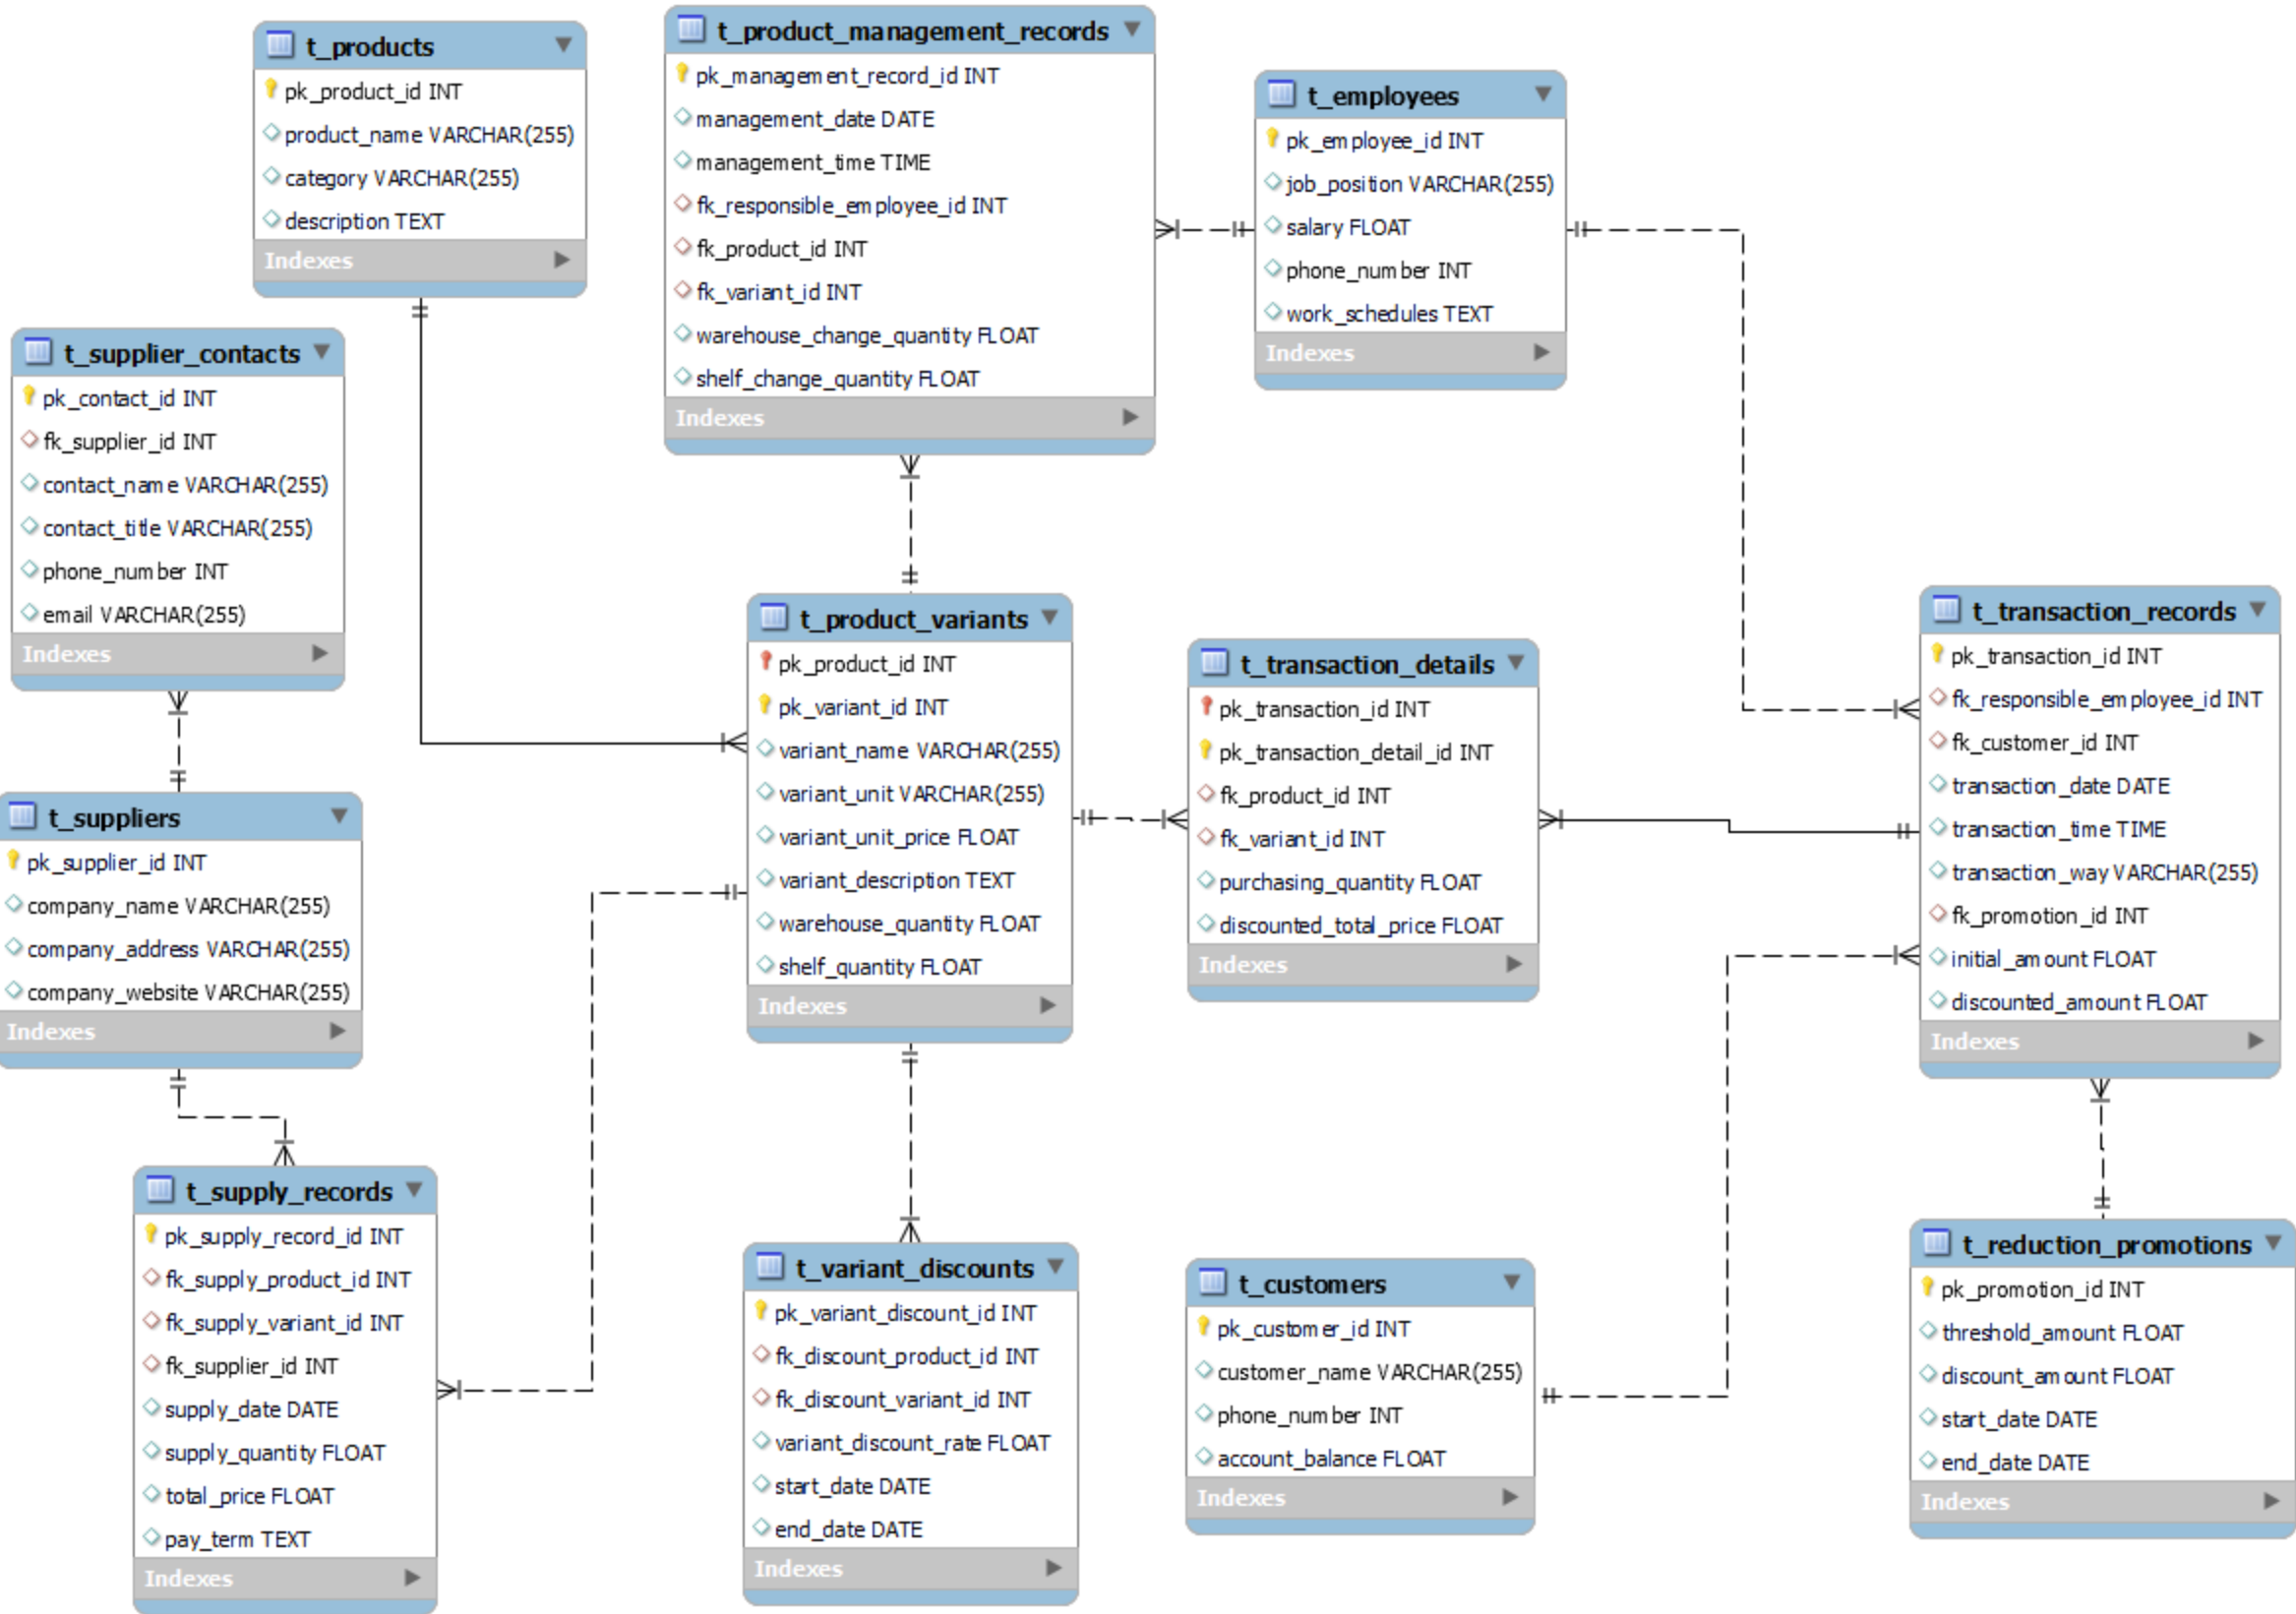 t_products
pk_product_id INT
product_name VARCHAR(255)
category VARCHAR(255)
description TEXT
Indexes
t_product_management_records
pk_management_record_id INT
management_date DATE
management_time TIME
fk_responsible_employee_id INT
fk_product_id INT
fk_variant_id INT
warehouse_change_quantity FLOAT
shelf_change_quantity FLOAT
Indexes
t_employees
pk_employee_id INT
job_position VARCHAR(255)
salary FLOAT
phone_number INT
work_schedules TEXT
Indexes
t_supplier_contacts
pk_contact_id INT
fk_supplier_id INT
contact_name VARCHAR(255)
contact_title VARCHAR(255)
phone_number INT
email VARCHAR(255)
Indexes
t_product_variants
pk_product_id INT
pk_variant_id INT
variant_name VARCHAR(255)
variant_unit VARCHAR(255)
variant_unit_price FLOAT
variant_description TEXT
warehouse_quantity FLOAT
shelf_quantity FLOAT
Indexes
t_transaction_details
pk_transaction_id INT
pk_transaction_detail_id INT
fk_product_id INT
fk_variant_id INT
purchasing_quantity FLOAT
discounted_total_price FLOAT
Indexes
t_transaction_records
pk_transaction_id INT
fk_responsible_employee_id INT
fk_customer_id INT
transaction_date DATE
transaction_time TIME
transaction_way VARCHAR(255)
fk_promotion_id INT
initial_amount FLOAT
discounted_amount FLOAT
Indexes
t_suppliers
pk_supplier_id INT
company_name VARCHAR(255)
company_address VARCHAR(255)
company_website VARCHAR(255)
Indexes
t_supply_records
pk_supply_record_id INT
fk_supply_product_id INT
fk_supply_variant_id INT
fk_supplier_id INT
supply_date DATE
supply_quantity FLOAT
total_price FLOAT
pay_term TEXT
Indexes
t_variant_discounts
pk_variant_discount_id INT
fk_discount_product_id INT
fk_discount_variant_id INT
variant_discount_rate FLOAT
start_date DATE
end_date DATE
Indexes
t_customers
pk_customer_id INT
customer_name VARCHAR(255)
phone_number INT
account_balance FLOAT
Indexes
t_reduction_promotions
pk_promotion_id INT
threshold_amount FLOAT
discount_amount FLOAT
start_date DATE
end_date DATE
Indexes